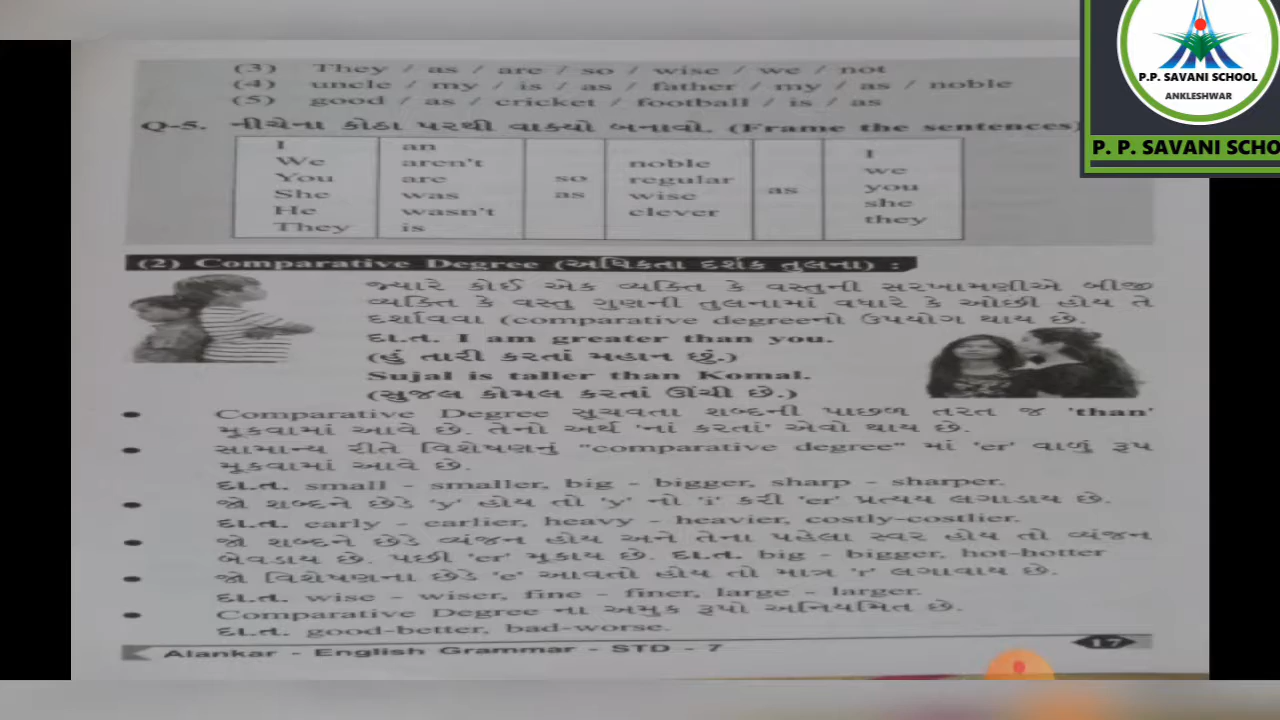 (3) They / as / are / so / wise / we / not
(4) uncle / my / is / as / father / my / as / noble
(5) good / as / cricket / football / is / as
Q-5. નીચેના કોઠા પરથી વાક્યો બનાવો. (Frame the sentences)
I an I
We aren't noble we
You are so regular as you
She was as wise she
He wasn't clever they
They is
(2) Comparative Degree (અધિકતા દર્શક તુલના) :
જ્યારે કોઈ એક વ્યક્તિ કે વસ્તુની સરખામણીએ બીજી
વ્યક્તિ કે વસ્તુ ગુણની તુલનામાં વધારે કે ઓછી હોય તે
દર્શાવવા (comparative degreeનો ઉપયોગ થાય છે.
દા.ત. I am greater than you.
(હું તારી કરતાં મહાન છું.)
Sujal is taller than Komal.
(સુજલ કોમલ કરતાં ઊંચી છે.)
• Comparative Degree સુચવતા શબ્દની પાછળ તરત જ 'than'
મૂકવામાં આવે છે. તેનો અર્થ 'નાં કરતાં' એવો થાય છે.
• સામાન્ય રીતે વિશેષણનું "comparative degree" માં 'er' વાળું રૂપ
મૂકવામાં આવે છે.
દા.ત. small - smaller, big - bigger, sharp - sharper.
• જો શબ્દને છેડે 'y' હોય તો 'y' નો 'i' કરી 'er' પ્રત્યય લગાડાય છે.
દા.ત. early - earlier, heavy - heavier, costly-costlier.
• જો શબ્દને છેડે વ્યંજન હોય અને તેના પહેલા સ્વર હોય તો વ્યંજન
બેવડાય છે. પછી 'er' મૂકાય છે. દા.ત. big - bigger, hot-hotter
• જો વિશેષણના છેડે 'e' આવતો હોય તો માત્ર 'r' લગાવાય છે.
દા.ત. wise - wiser, fine - finer, large - larger.
• Comparative Degree ના અમુક રૂપો અનિયમિત છે.
દા.ત. good-better, bad-worse.
Alankar - English Grammar - STD - 7
17
P.P. SAVANI SCHOOL
ANKLESHWAR
P. P. SAVANI SCHO